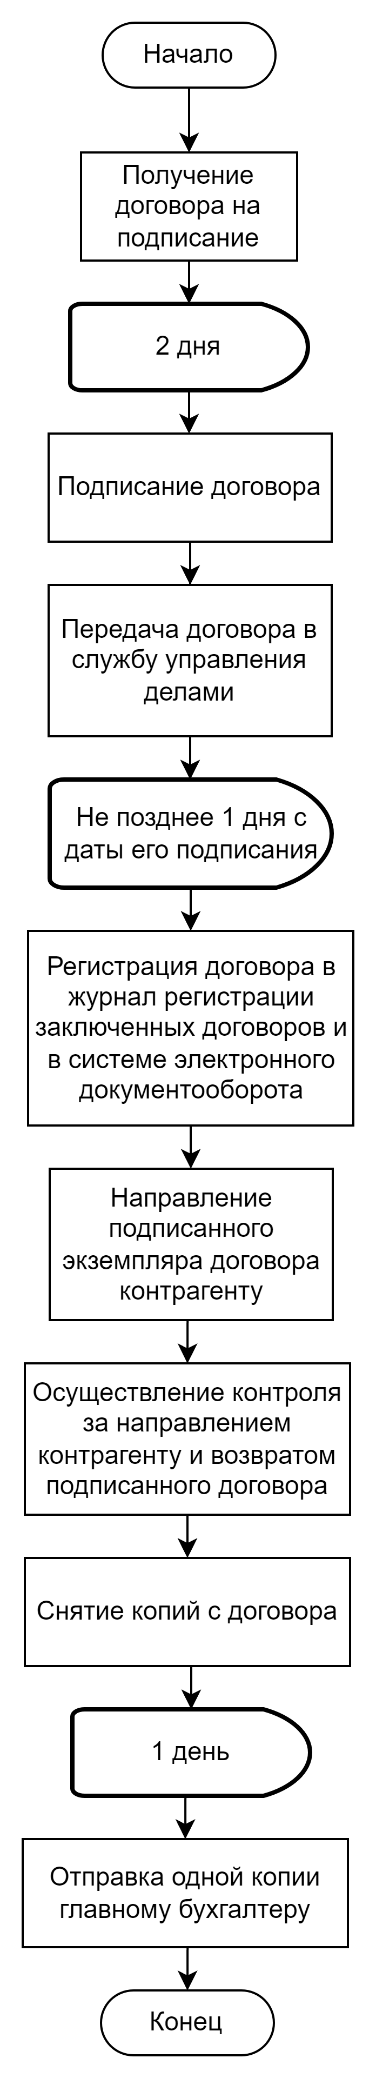 Начало
Получение
договора на
подписание
2 дня
Подписание договора
Передача договора в
службу управления
делами
Не позднее 1 дня с
даты его подписания
Регистрация договора в
журнал регистрации
заключенных договоров и
в системе электронного
документооборота
Направление
подписанного
экземпляра договора
контрагенту
Осуществление контроля
за направлением
контрагенту и возвратом
подписанного договора
Снятие копий с договора
1 день
Отправка одной копии
главному бухгалтеру
Конец